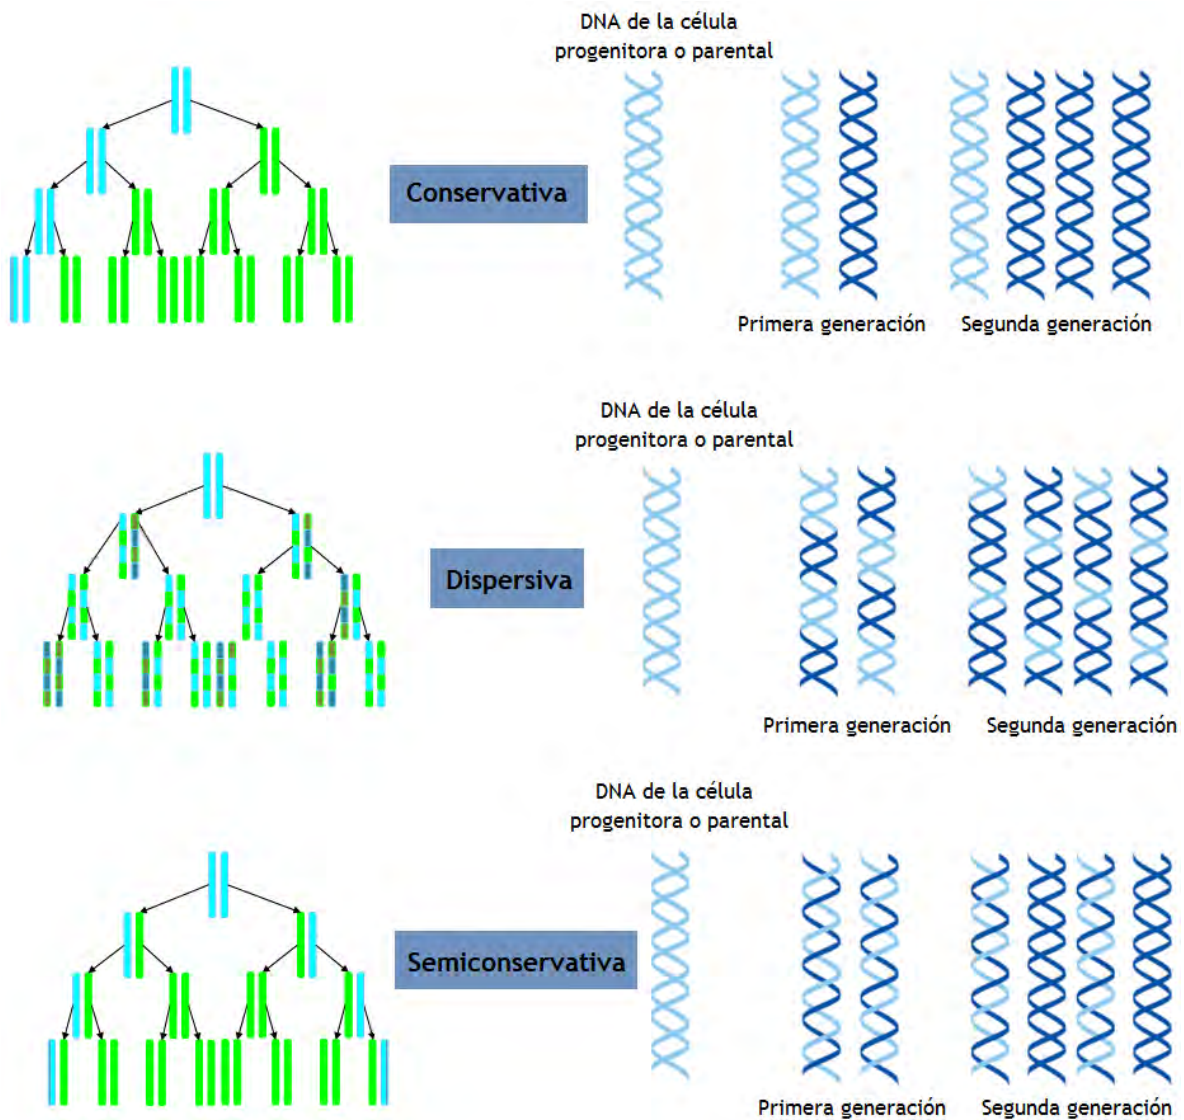 DNA de la célula
progenitora o parental
Conservativa
Primera generación
Segunda generación
DNA de la célula
progenitora o parental
Dispersiva
Primera generación
Segunda generación
DNA de la célula
progenitora o parental
Semiconservativa
Primera generación
Segunda generación